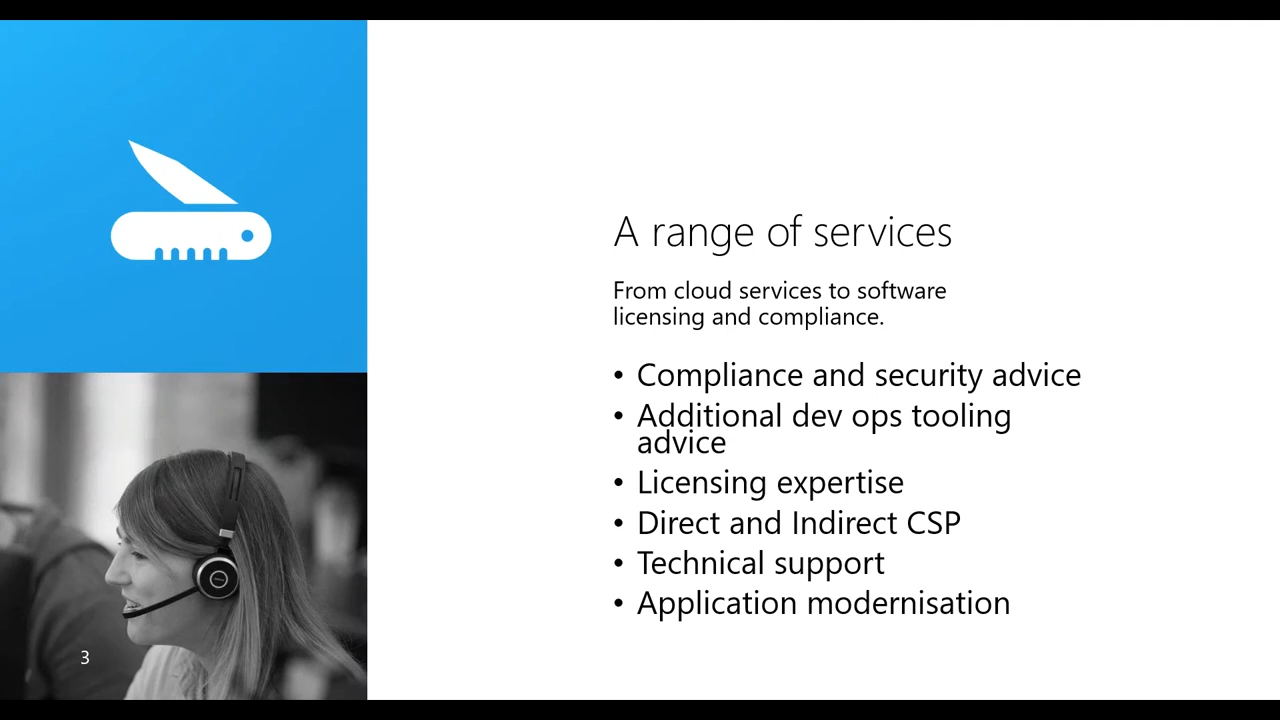 A range of services
From cloud services to software
licensing and compliance.
• Compliance and security advice
• Additional dev ops tooling
advice
• Licensing expertise
• Direct and Indirect CSP
• Technical support
• Application modernisation
3